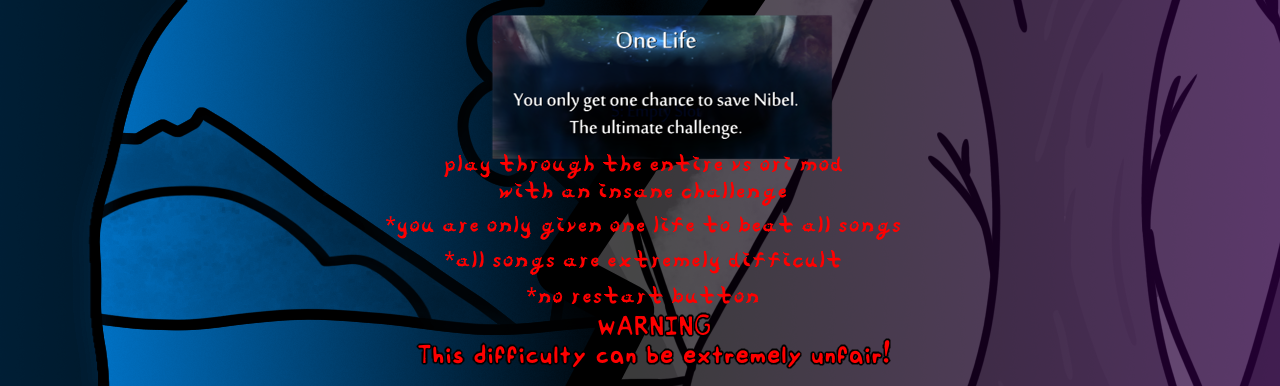 One Life
You only get one chance to save Nibel.
The ultimate challenge.
play through the entire vs ori mod
with an insane challenge
*you are only given one life to beat all songs
*all songs are extremely difficult
*no restart button
WARNING
This difficulty can be extremely unfair!